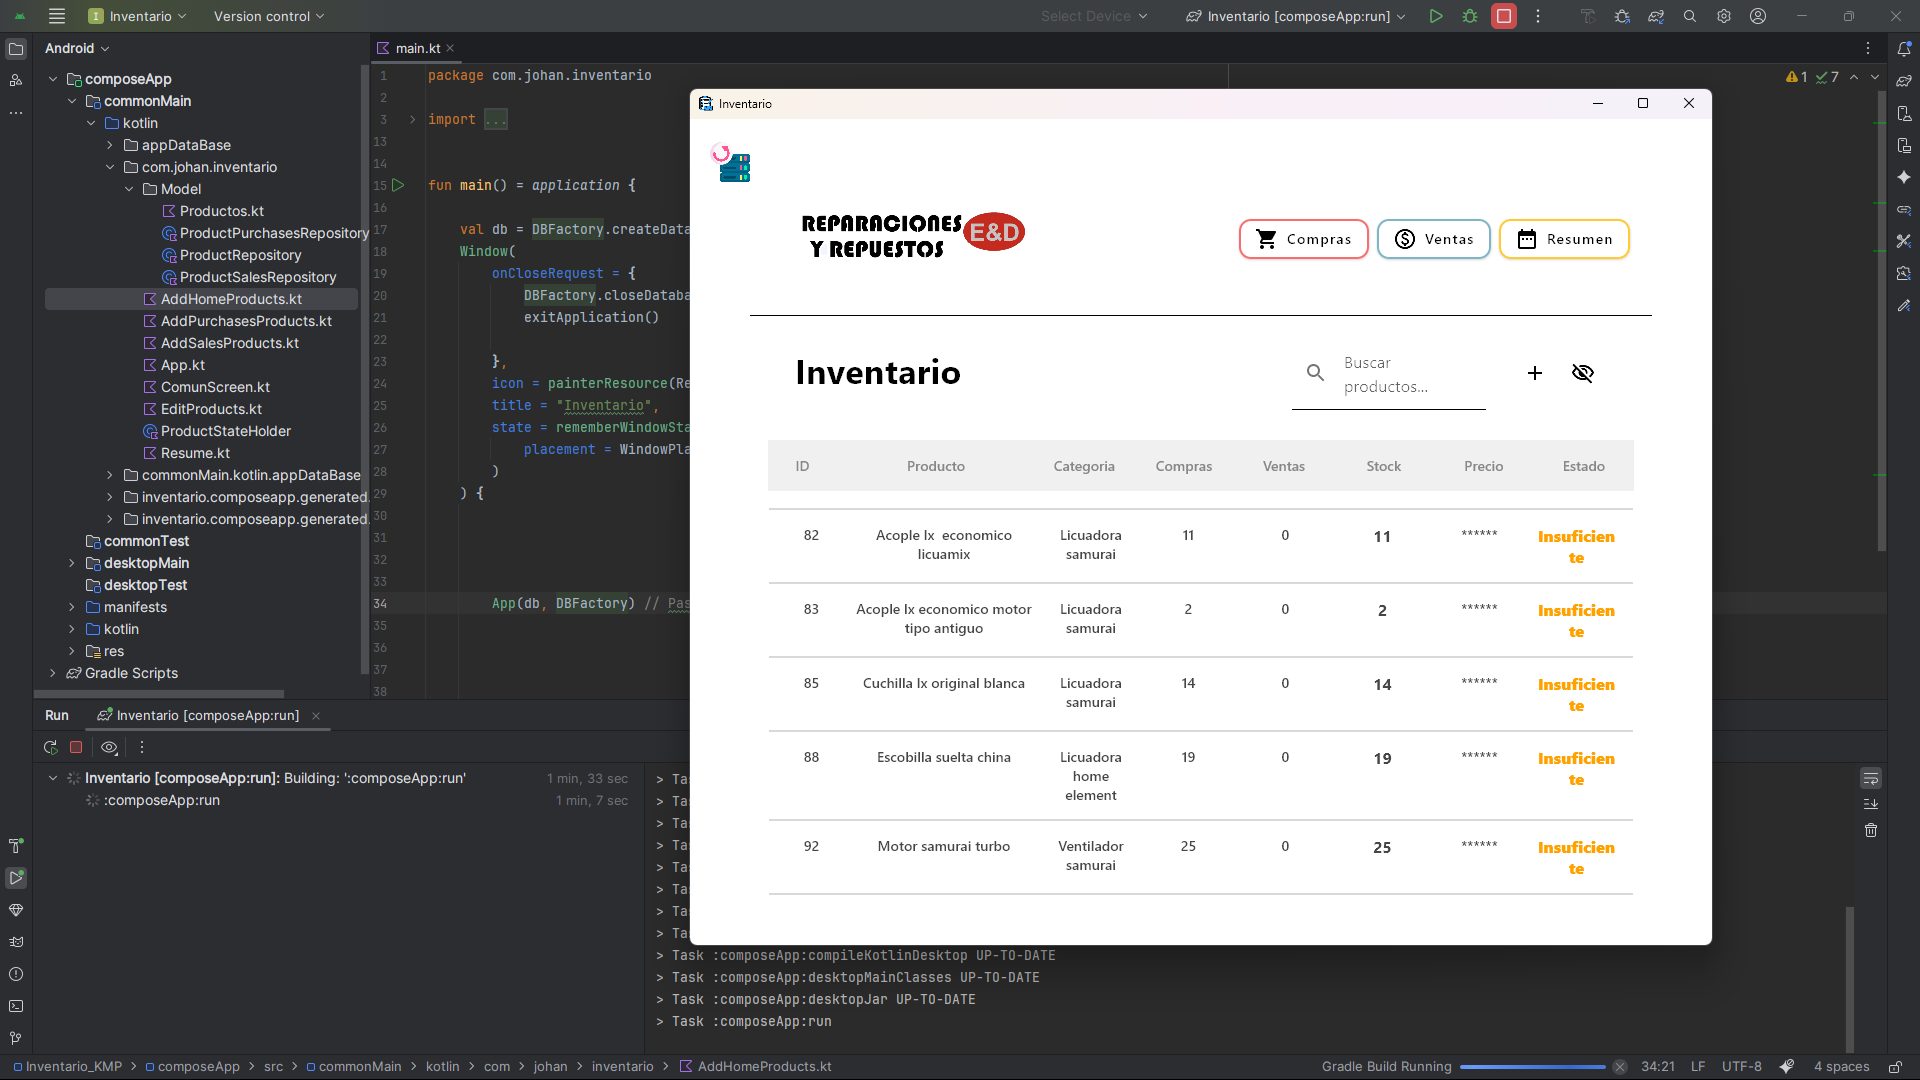 Inventario
Version control
Select Device
Inventario [composeApp:run]
Android
main.kt
composeApp
commonMain
kotlin
appDataBase
com.johan.inventario
Model
Productos.kt
ProductPurchasesRepository
ProductRepository
ProductSalesRepository
AddHomeProducts.kt
AddPurchasesProducts.kt
AddSalesProducts.kt
App.kt
ComunScreen.kt
EditProducts.kt
ProductStateHolder
Resume.kt
commonMain.kotlin.appDataBase
inventario.composeapp.generated.
inventario.composeapp.generated.
commonTest
desktopMain
desktopTest
manifests
kotlin
res
Gradle Scripts
1 package com.johan.inventario
2
3 import ...
13
14
15 fun main() = application {
16
17 val db = DBFactory.createData
18 Window(
19 onCloseRequest = {
20 DBFactory.closeDataba
21 exitApplication()
22
23 },
24 icon = painterResource(Re
25 title = "Inventario",
26 state = rememberWindowSta
27 placement = WindowPla
28 )
29 ) {
30
31
32
33
34 App(db, DBFactory) // Pas
35
36
37
38
1 7
Inventario
REPARACIONES
Y REPUESTOS
E&D
Compras
Ventas
Resumen
Inventario
Buscar
productos...
ID Producto Categoria Compras Ventas Stock Precio Estado
82 Acople lx economico licuamix Licuadora samurai 11 0 11 ****** Insuficiente
83 Acople lx economico motor tipo antiguo Licuadora samurai 2 0 2 ****** Insuficiente
85 Cuchilla lx original blanca Licuadora samurai 14 0 14 ****** Insuficiente
88 Escobilla suelta china Licuadora home element 19 0 19 ****** Insuficiente
92 Motor samurai turbo Ventilador samurai 25 0 25 ****** Insuficiente
Run
Inventario [composeApp:run]
Inventario [composeApp:run]: Building: ':composeApp:run' 1 min, 33 sec
:composeApp:run 1 min, 7 sec
> Ta
> Ta
> Ta
> Ta
> Ta
> Ta
> Ta
> Ta
> Task :composeApp:compileKotlinDesktop UP-TO-DATE
> Task :composeApp:desktopMainClasses UP-TO-DATE
> Task :composeApp:desktopJar UP-TO-DATE
> Task :composeApp:run
Inventario_KMP > composeApp > src > commonMain > kotlin > com > johan > inventario > AddHomeProducts.kt
Gradle Build Running
34:21 LF UTF-8 4 spaces